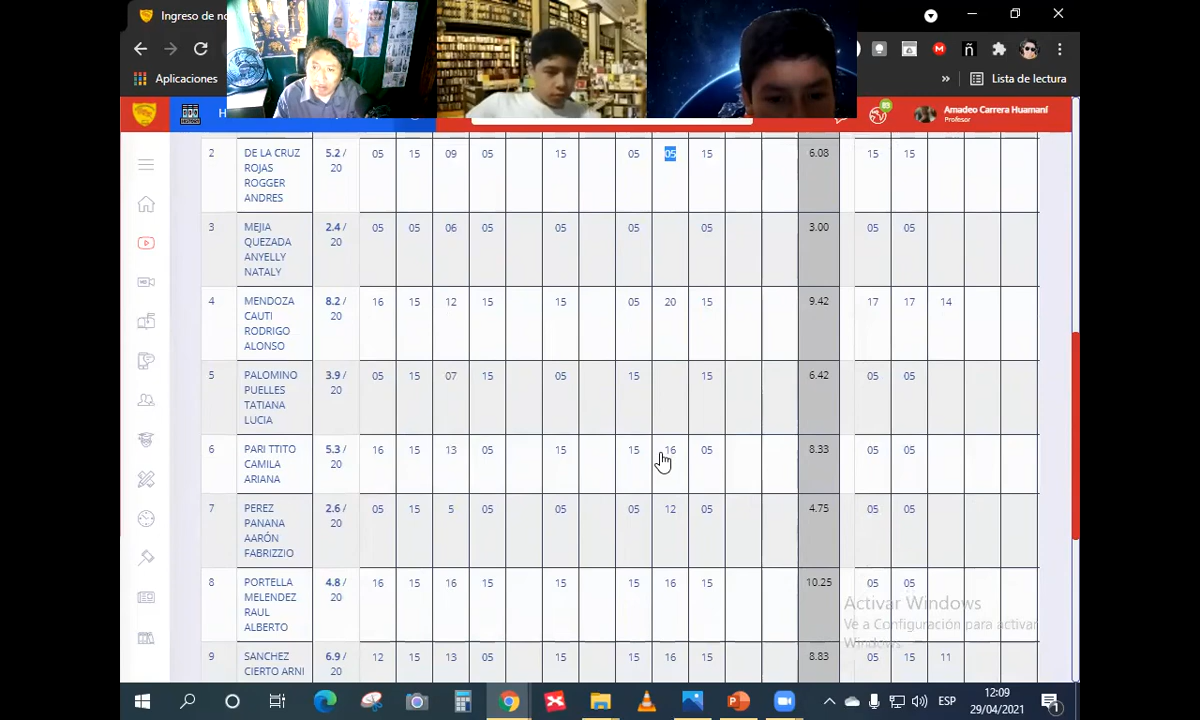 Ingreso de no
Aplicaciones
»
Lista de lectura
M
ñ
83
Amadeo Carrera Huamaní
Profesor
H
2 DE LA CRUZ 5.2 / 05 15 09 05 15 05 05 15 6.08 15 15
ROJAS 20
ROGGER
ANDRES
3 MEJIA 2.4 / 05 05 06 05 05 05 05 3.00 05 05
QUEZADA 20
ANYELLY
NATALY
4 MENDOZA 8.2 / 16 15 12 15 15 05 20 15 9.42 17 17 14
CAUTI 20
RODRIGO
ALONSO
5 PALOMINO 3.9 / 05 15 07 15 05 15 15 6.42 05 05
PUELLES 20
TATIANA
LUCIA
6 PARI TTITO 5.3 / 16 15 13 05 15 15 16 05 8.33 05 05
CAMILA 20
ARIANA
7 PEREZ 2.6 / 05 15 5 05 05 05 12 05 4.75 05 05
PANANA 20
AARÓN
FABRIZZIO
8 PORTELLA 4.8 / 16 15 16 15 15 15 16 15 10.25 05 05
MELENDEZ 20
RAUL
ALBERTO
9 SANCHEZ 6.9 / 12 15 13 05 15 15 16 15 8.83 05 15 11
CIERTO ARNI 20
Activar Windows
Ve a Configuración para activar
Windows.
ESP
12:09
29/04/2021
1